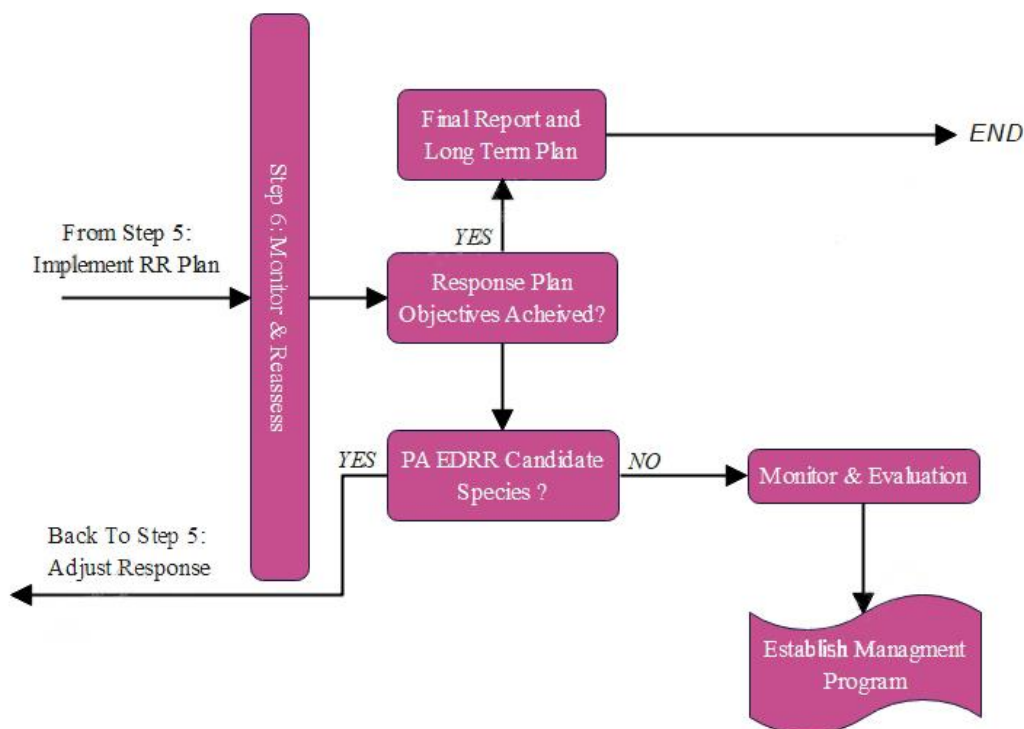 Final Report and
Long Term Plan
END
YES
From Step 5:
Implement RR Plan
Step 6: Monitor & Reassess
Response Plan
Objectives Acheived?
YES
PA EDRR Candidate
Species ?
NO
Monitor & Evaluation
Back To Step 5:
Adjust Response
Establish Managment
Program